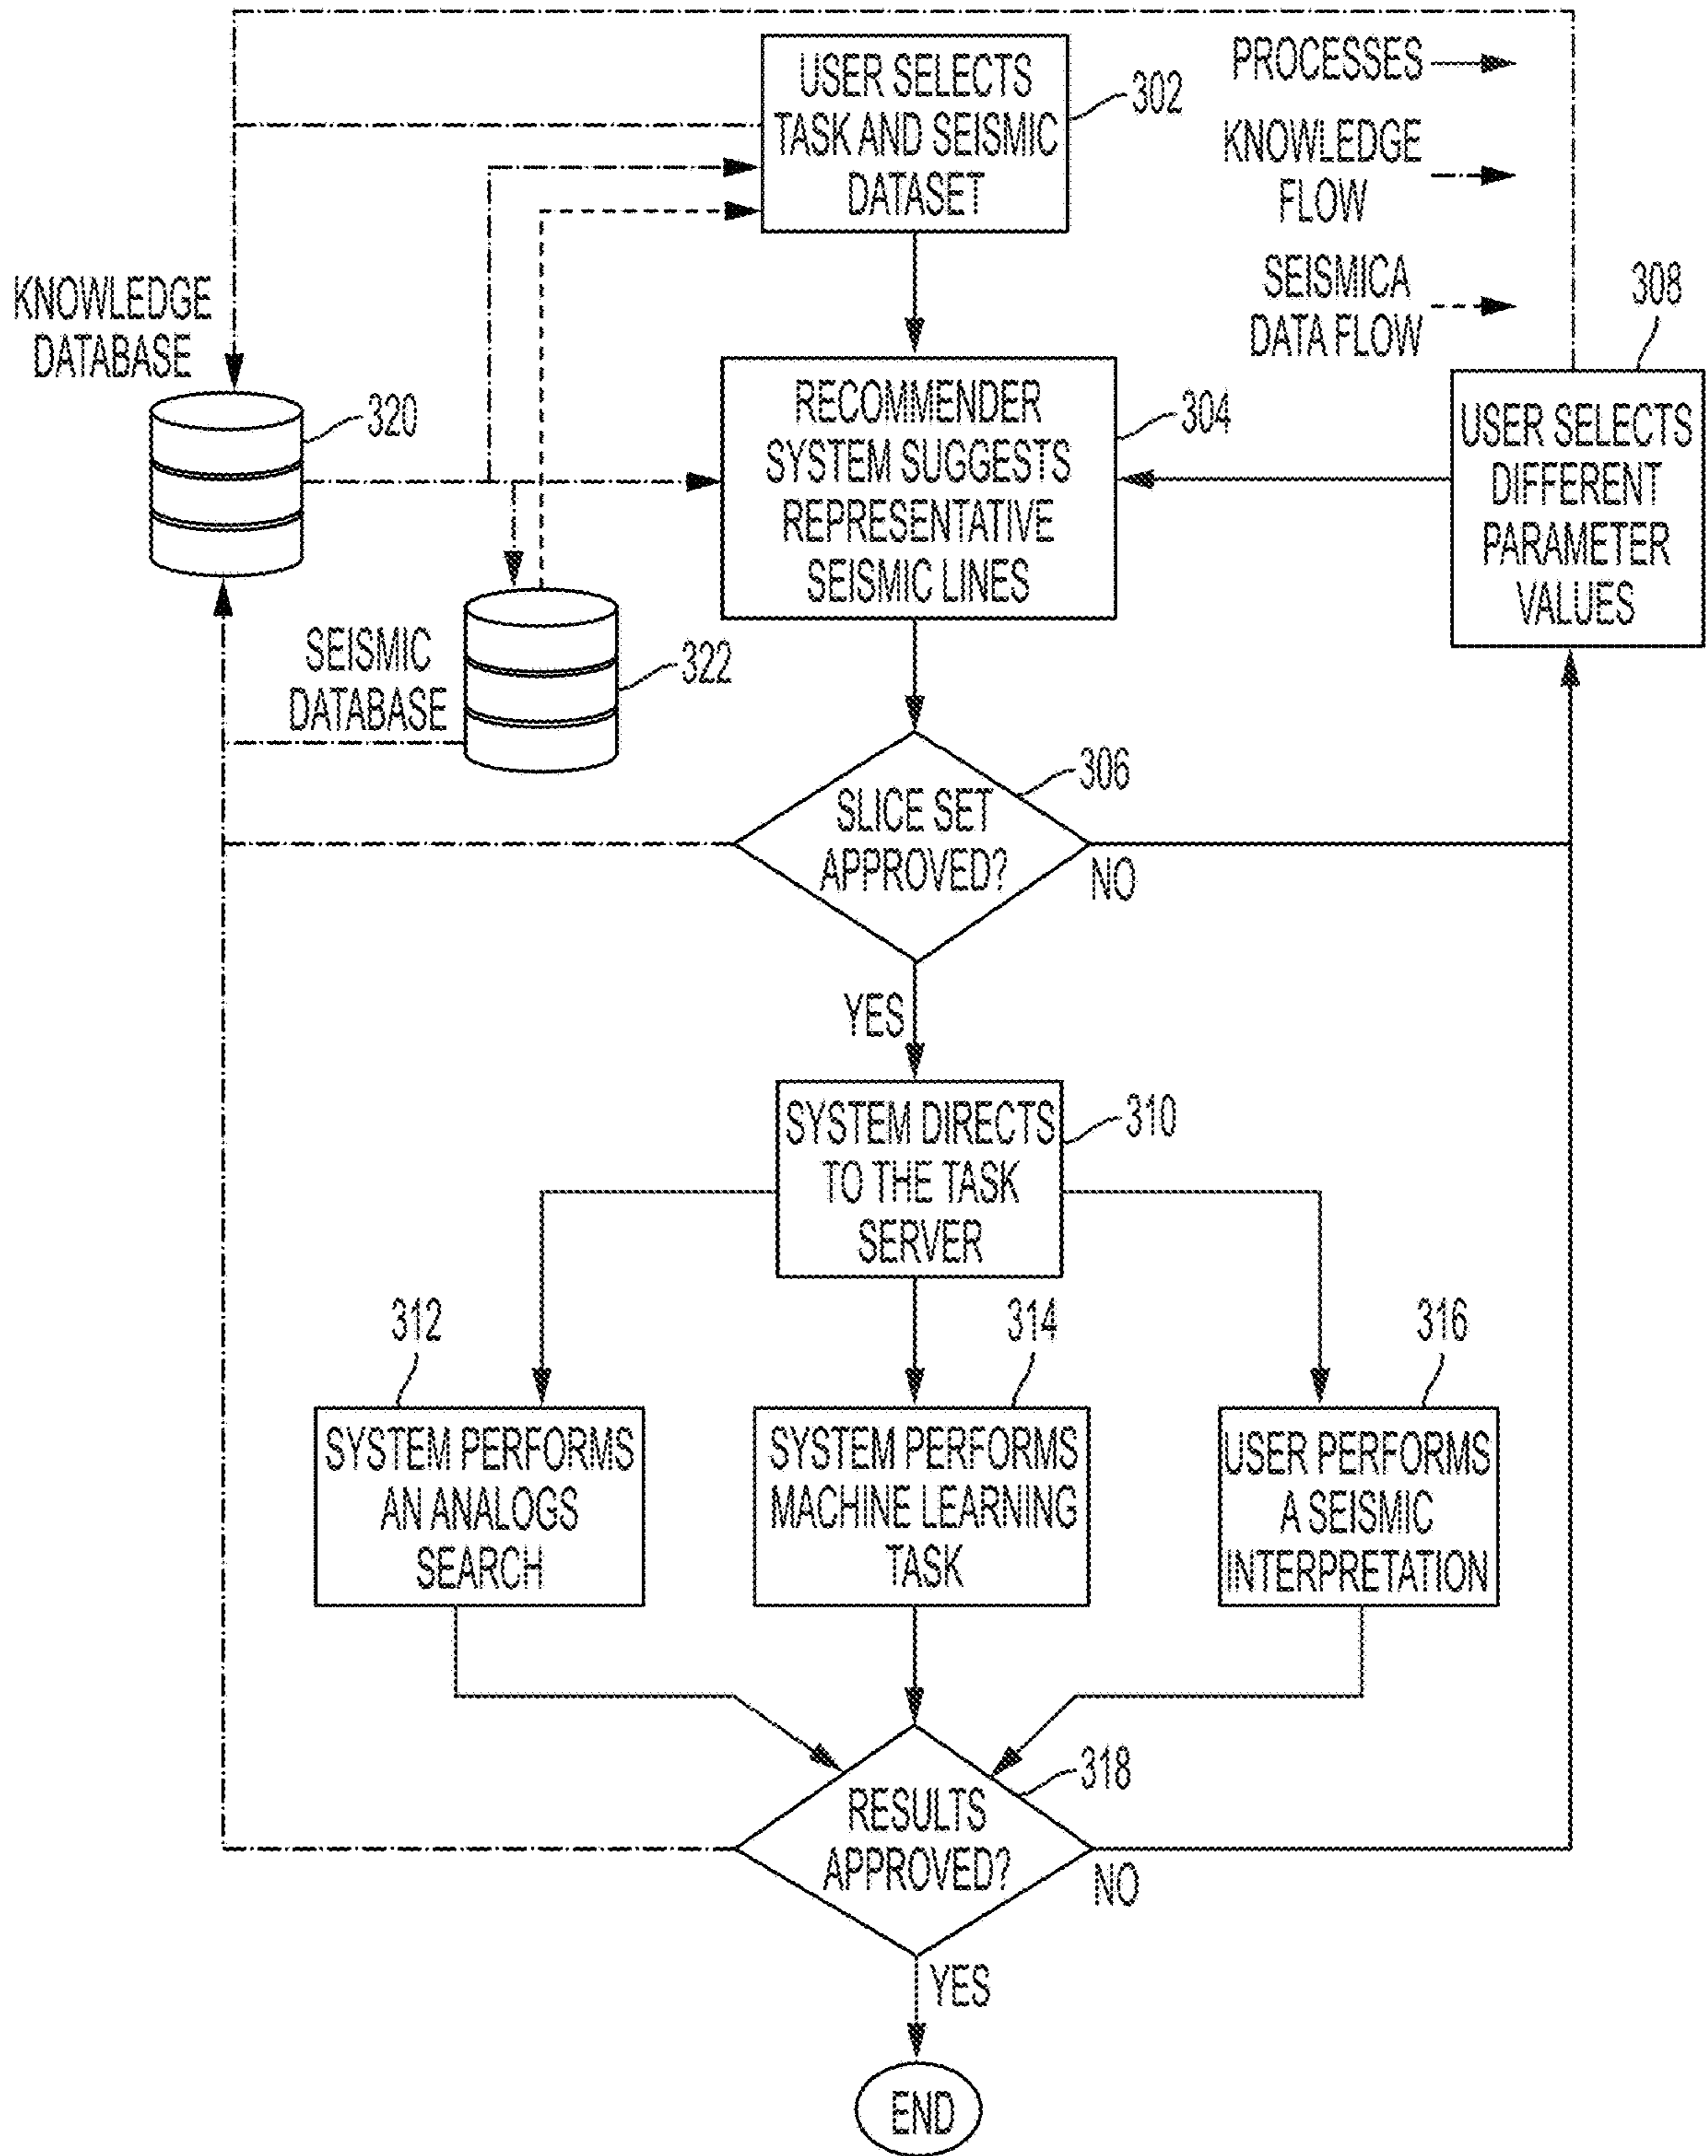 USER SELECTS
TASK AND SEISMIC
DATASET
302
PROCESSES
KNOWLEDGE
FLOW
SEISMICA
DATA FLOW
308
KNOWLEDGE
DATABASE
320
RECOMMENDER
SYSTEM SUGGESTS
REPRESENTATIVE
SEISMIC LINES
304
USER SELECTS
DIFFERENT
PARAMETER
VALUES
SEISMIC
DATABASE
322
306
SLICE SET
APPROVED?
NO
YES
SYSTEM DIRECTS
TO THE TASK
SERVER
310
312
314
316
SYSTEM PERFORMS
AN ANALOGS
SEARCH
SYSTEM PERFORMS
MACHINE LEARNING
TASK
USER PERFORMS
A SEISMIC
INTERPRETATION
318
RESULTS
APPROVED?
NO
YES
END